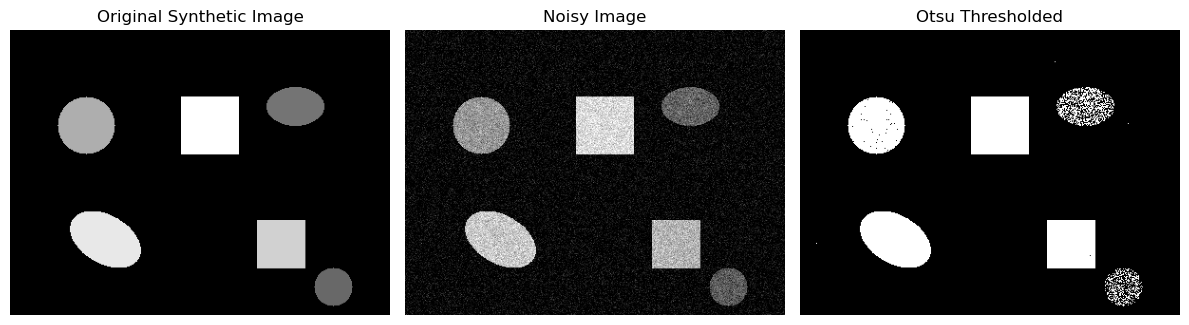 Original Synthetic Image
Noisy Image
Otsu Thresholded